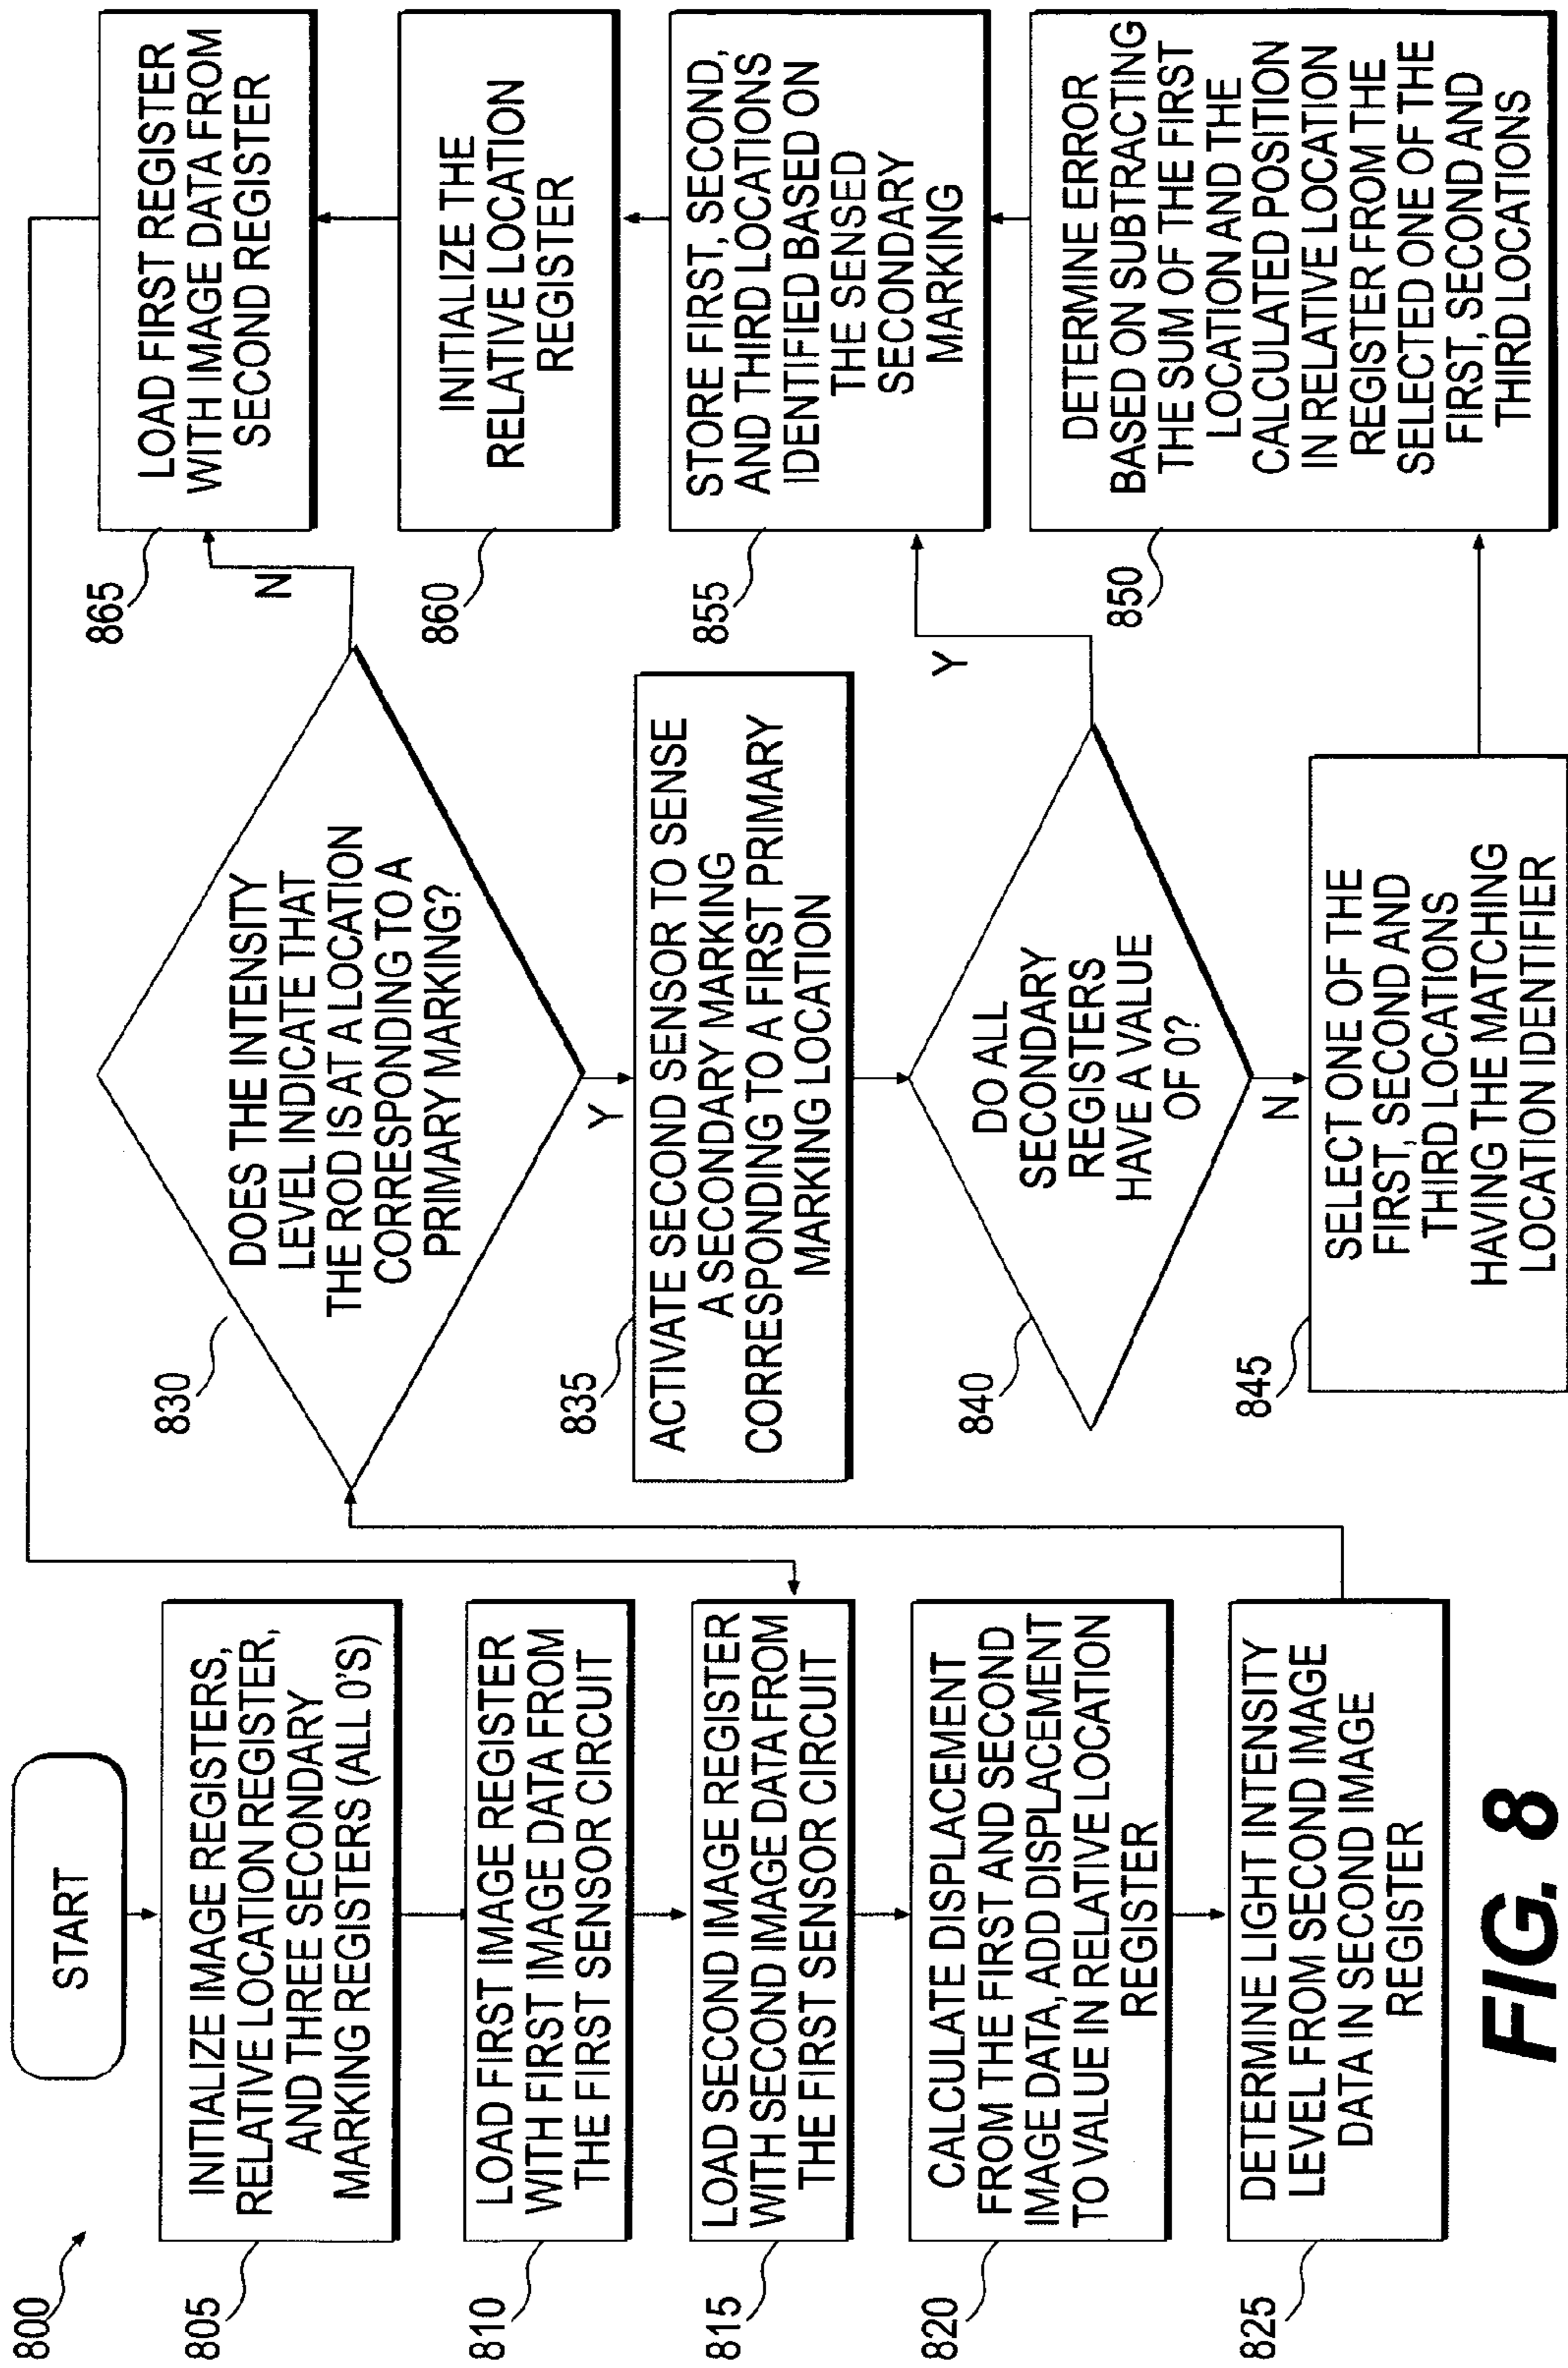 800
START
805
INITIALIZE IMAGE REGISTERS,
RELATIVE LOCATION REGISTER,
AND THREE SECONDARY
MARKING REGISTERS (ALL 0'S)
810
LOAD FIRST IMAGE REGISTER
WITH FIRST IMAGE DATA FROM
THE FIRST SENSOR CIRCUIT
815
LOAD SECOND IMAGE REGISTER
WITH SECOND IMAGE DATA FROM
THE FIRST SENSOR CIRCUIT
820
CALCULATE DISPLACEMENT
FROM THE FIRST AND SECOND
IMAGE DATA, ADD DISPLACEMENT
TO VALUE IN RELATIVE LOCATION
REGISTER
825
DETERMINE LIGHT INTENSITY
LEVEL FROM SECOND IMAGE
DATA IN SECOND IMAGE
REGISTER
830
DOES THE INTENSITY
LEVEL INDICATE THAT
THE ROD IS AT A LOCATION
CORRESPONDING TO A
PRIMARY MARKING?
N
Y
835
ACTIVATE SECOND SENSOR TO SENSE
A SECONDARY MARKING
CORRESPONDING TO A FIRST PRIMARY
MARKING LOCATION
840
DO ALL
SECONDARY
REGISTERS
HAVE A VALUE
OF 0?
Y
N
845
SELECT ONE OF THE
FIRST, SECOND AND
THIRD LOCATIONS
HAVING THE MATCHING
LOCATION IDENTIFIER
865
LOAD FIRST REGISTER
WITH IMAGE DATA FROM
SECOND REGISTER
860
INITIALIZE THE
RELATIVE LOCATION
REGISTER
855
STORE FIRST, SECOND,
AND THIRD LOCATIONS
IDENTIFIED BASED ON
THE SENSED
SECONDARY
MARKING
850
DETERMINE ERROR
BASED ON SUBTRACTING
THE SUM OF THE FIRST
LOCATION AND THE
CALCULATED POSITION
IN RELATIVE LOCATION
REGISTER FROM THE
SELECTED ONE OF THE
FIRST, SECOND AND
THIRD LOCATIONS
FIG. 8